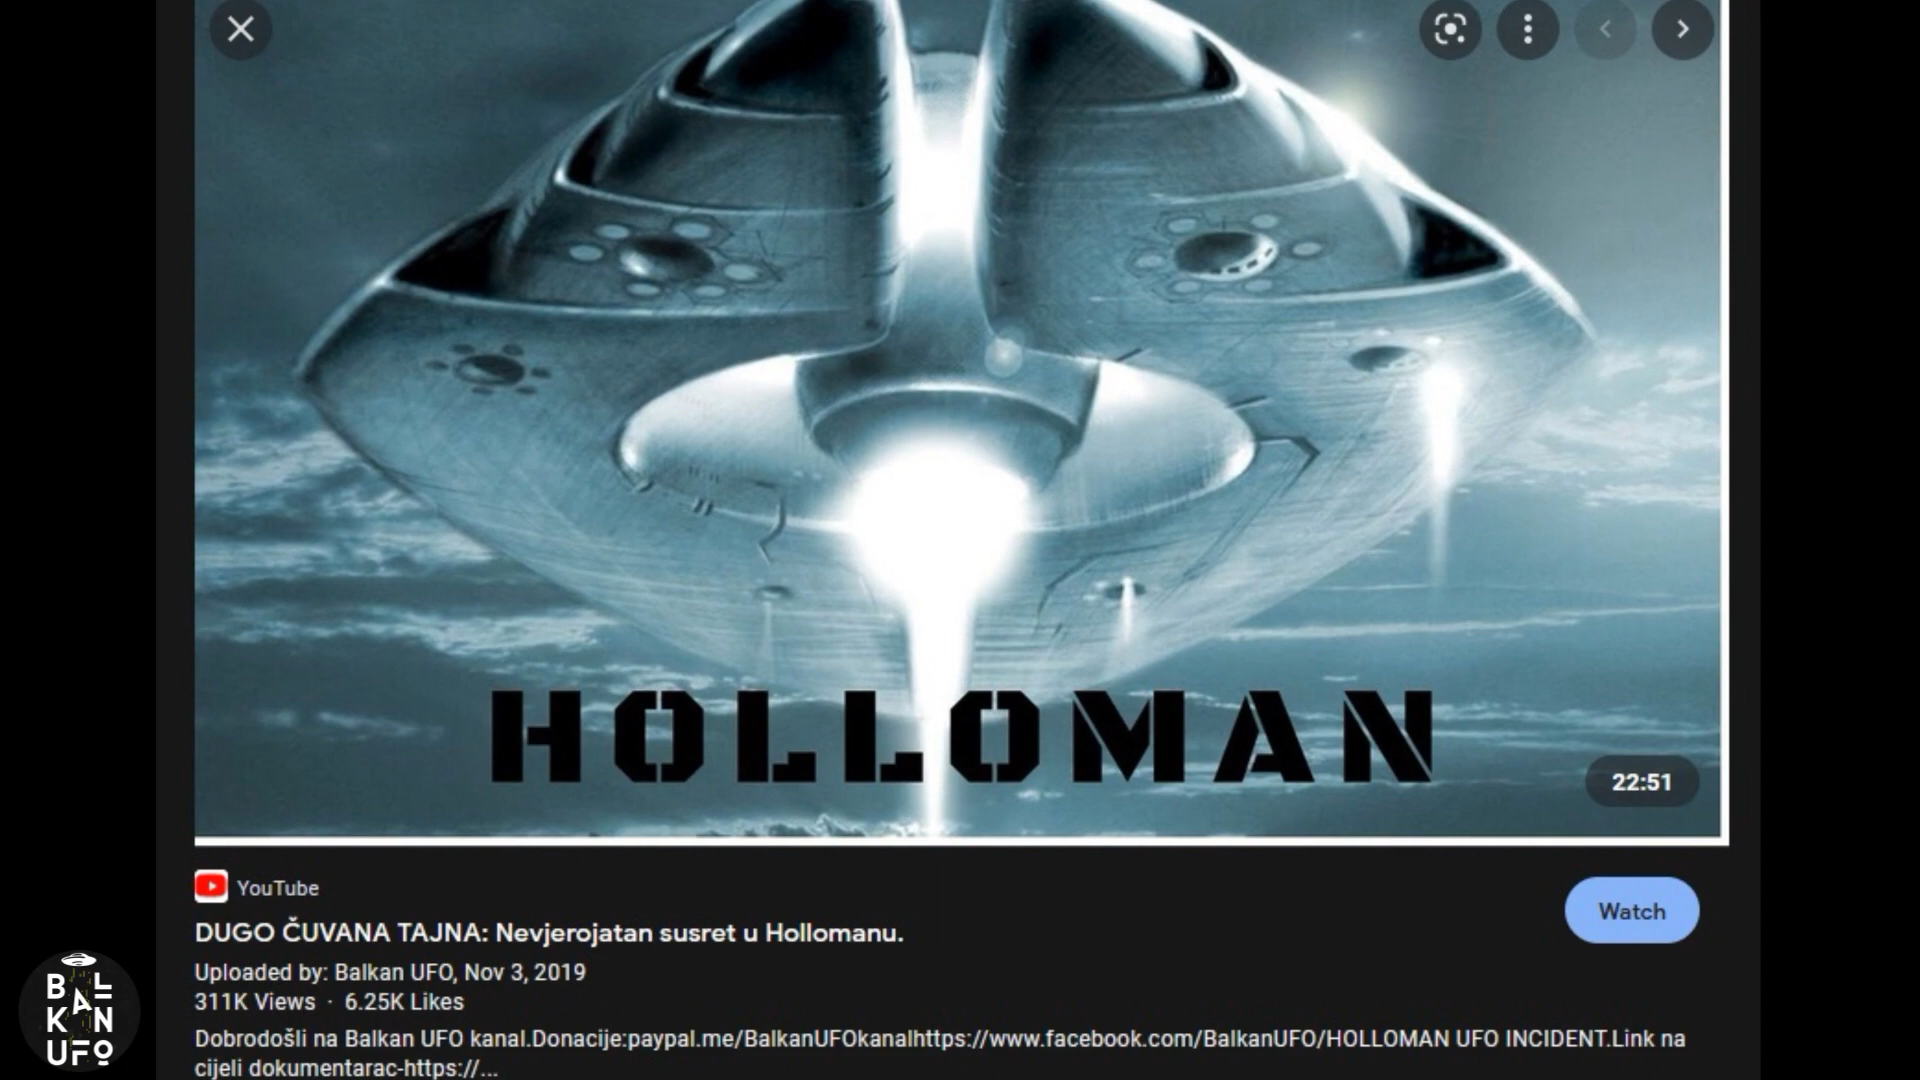 HOLLOMAN
22:51
YouTube
Watch
DUGO ČUVANA TAJNA: Nevjerojatan susret u Hollomanu.
Uploaded by: Balkan UFO, Nov 3, 2019
311K Views · 6.25K Likes
Dobrodošli na Balkan UFO kanal.Donacije:paypal.me/BalkanUFOkanalhttps://www.facebook.com/BalkanUFO/HOLLOMAN UFO INCIDENT.Link na
cijeli dokumentarac-https://...
BAL
KAN
UFO